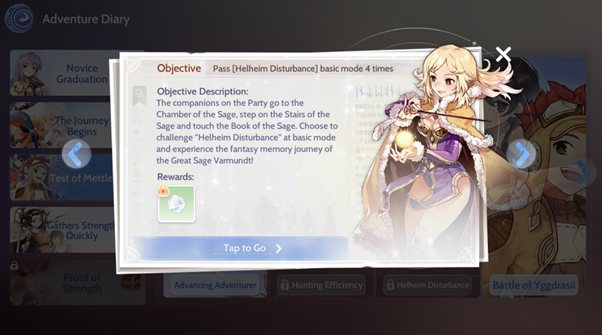 Adventure Diary
Novice
Graduation
The Journey
Begins
Test of Mettle
Gathers Strength
Quickly
Proof of
Strength
Objective
Pass [Helheim Disturbance] basic mode 4 times
Objective Description:
The companions on the Party go to the
Chamber of the Sage, step on the Stairs of the
Sage and touch the Book of the Sage. Choose to
challenge "Helheim Disturbance" at basic
mode and experience the fantasy memory journey of
the Great Sage Varmundt!
Rewards:
Tap to Go
Advancing Adventurer
Hunting Efficiency
Helheim Disturbance
Battle of Yggdrasil